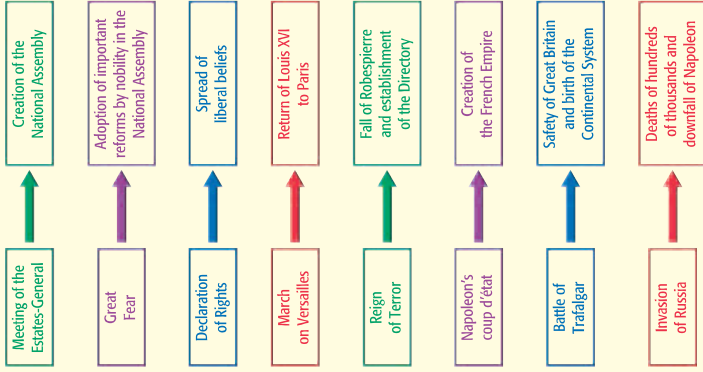 Meeting of the
Estates-General
Creation of the
National Assembly
Great
Fear
Adoption of important
reforms by nobility in the
National Assembly
Declaration
of Rights
Spread of
liberal beliefs
March
on Versailles
Return of Louis XVI
to Paris
Reign
of Terror
Fall of Robespierre
and establishment
of the Directory
Napoleon's
coup d'état
Creation of
the French Empire
Battle of
Trafalgar
Safety of Great Britain
and birth of the
Continental System
Invasion
of Russia
Deaths of hundreds
of thousands and
downfall of Napoleon